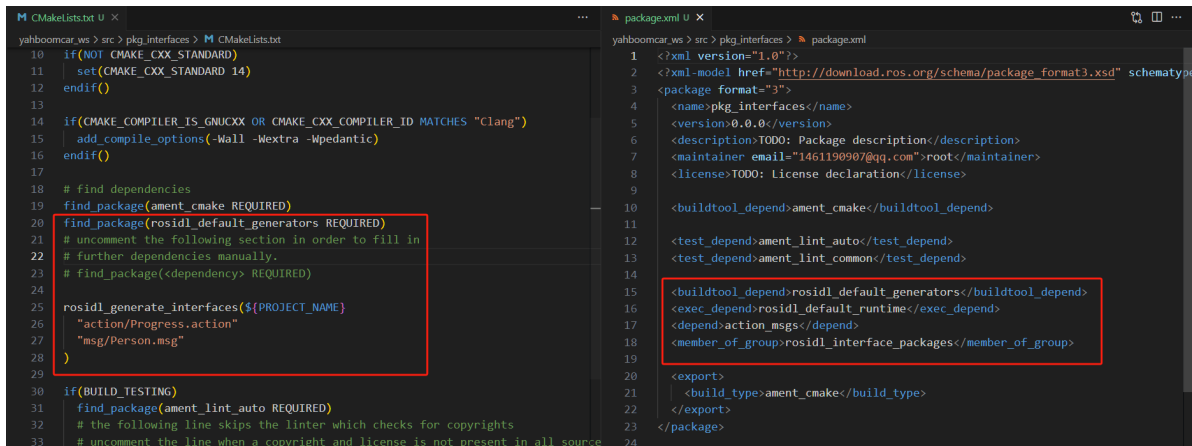 CMakeLists.txt U
yahboomcar_ws > src > pkg_interfaces > CMakeLists.txt
10 if(NOT CMAKE_CXX_STANDARD)
11 set(CMAKE_CXX_STANDARD 14)
12 endif()
13
14 if(CMAKE_COMPILER_IS_GNUCXX OR CMAKE_CXX_COMPILER_ID MATCHES "Clang")
15 add_compile_options(-Wall -Wextra -Wpedantic)
16 endif()
17
18 # find dependencies
19 find_package(ament_cmake REQUIRED)
20 find_package(rosidl_default_generators REQUIRED)
21 # uncomment the following section in order to fill in
22 # further dependencies manually.
23 # find_package(<dependency> REQUIRED)
24
25 rosidl_generate_interfaces(${PROJECT_NAME}
26 "action/Progress.action"
27 "msg/Person.msg"
28 )
29
30 if(BUILD_TESTING)
31 find_package(ament_lint_auto REQUIRED)
32 # the following line skips the linter which checks for copyrights
33 # uncomment the line when a copyright and license is not present in all source
package.xml U
yahboomcar_ws > src > pkg_interfaces > package.xml
1 <?xml version="1.0"?>
2 <?xml-model href="http://download.ros.org/schema/package_format3.xsd" schematype
3 <package format="3">
4 <name>pkg_interfaces</name>
5 <version>0.0.0</version>
6 <description>TODO: Package description</description>
7 <maintainer email="1461190907@qq.com">root</maintainer>
8 <license>TODO: License declaration</license>
9
10 <buildtool_depend>ament_cmake</buildtool_depend>
11
12 <test_depend>ament_lint_auto</test_depend>
13 <test_depend>ament_lint_common</test_depend>
14
15 <buildtool_depend>rosidl_default_generators</buildtool_depend>
16 <exec_depend>rosidl_default_runtime</exec_depend>
17 <depend>action_msgs</depend>
18 <member_of_group>rosidl_interface_packages</member_of_group>
19
20 <export>
21 <build_type>ament_cmake</build_type>
22 </export>
23 </package>
24